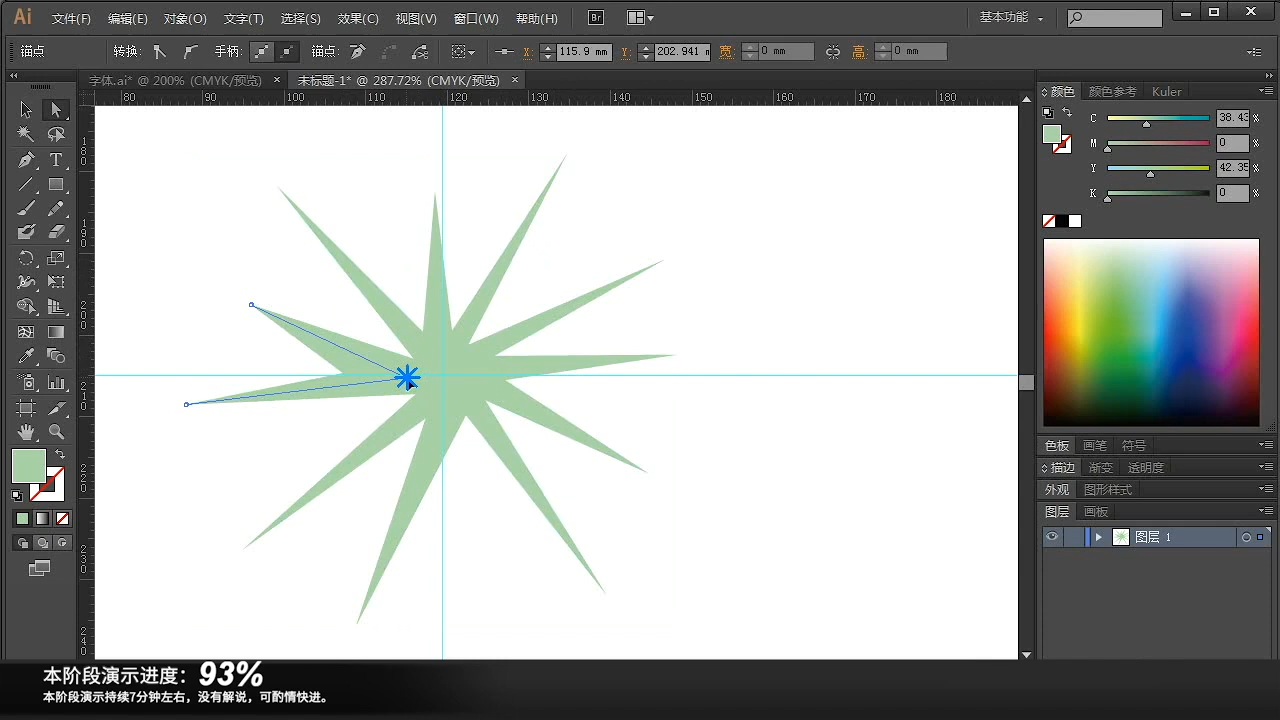 Ai 文件(F) 编辑(E) 对象(O) 文字(T) 选择(S) 效果(C) 视图(V) 窗口(W) 帮助(H) Br 基本功能
锚点 转换: 手柄: 锚点: X: 115.9 mm Y: 202.941 宽: 0 mm 高: 0 mm
字体.ai* @ 200% (CMYK/预览) × 未标题-1* @ 287.72% (CMYK/预览) ×
80 90 100 110 120 130 140 150 160 170 180
180
190
200
210
220
230
240
颜色 颜色参考 Kuler
C 38.43 %
M 0 %
Y 42.35 %
K 0 %
色板 画笔 符号
描边 渐变 透明度
外观 图形样式
图层 画板
图层 1
本阶段演示进度：93%
本阶段演示持续7分钟左右，没有解说，可酌情快进。